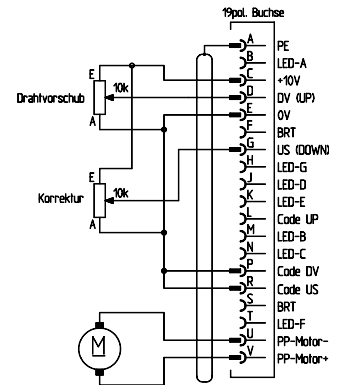 19pol. Buchse
A PE
B LED-A
C +10V
D DV (UP)
E 0V
F BRT
G US (DOWN)
H LED-G
J LED-D
K LED-E
L Code UP
M LED-B
N LED-C
P Code DV
R Code US
S BRT
T LED-F
U PP-Motor-
V PP-Motor+
E
10k
Drahtvorschub
A
E
10k
Korrektur
A
M